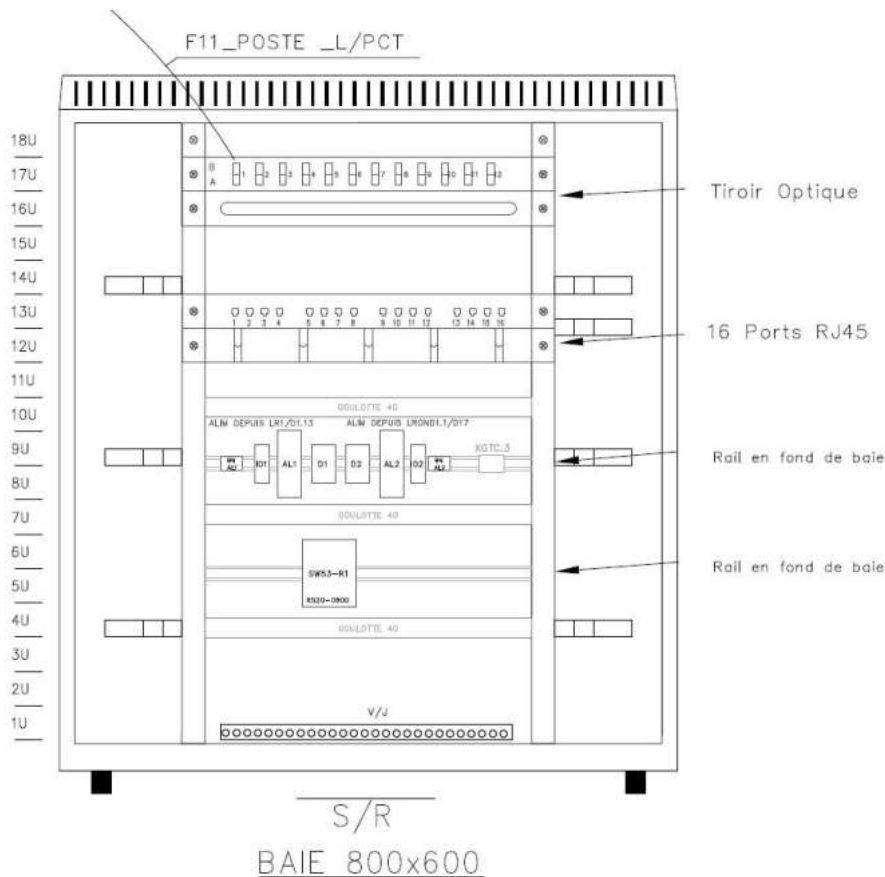 F11_POSTE _L/PCT
18U
17U
B
A
1 2 3 4 5 6 7 8 9 10 11 12
Tiroir Optique
16U
15U
14U
13U
1 2 3 4 5 6 7 8 9 10 11 12 13 14 15 16
16 Ports RJ45
12U
11U
GOULOTTE 40
10U
ALIM DEPUIS LR1/D1.13 ALIM DEPUIS LROND1.1/D17
9U
AL1 ID1 AL1 D1 D2 AL2 ID2 AL2 XGTC.3
Rail en fond de baie
8U
7U
GOULOTTE 40
6U
SW53-R1
Rail en fond de baie
5U
RS20-0800
4U
GOULOTTE 40
3U
2U
V/J
1U
S/R
BAIE 800x600